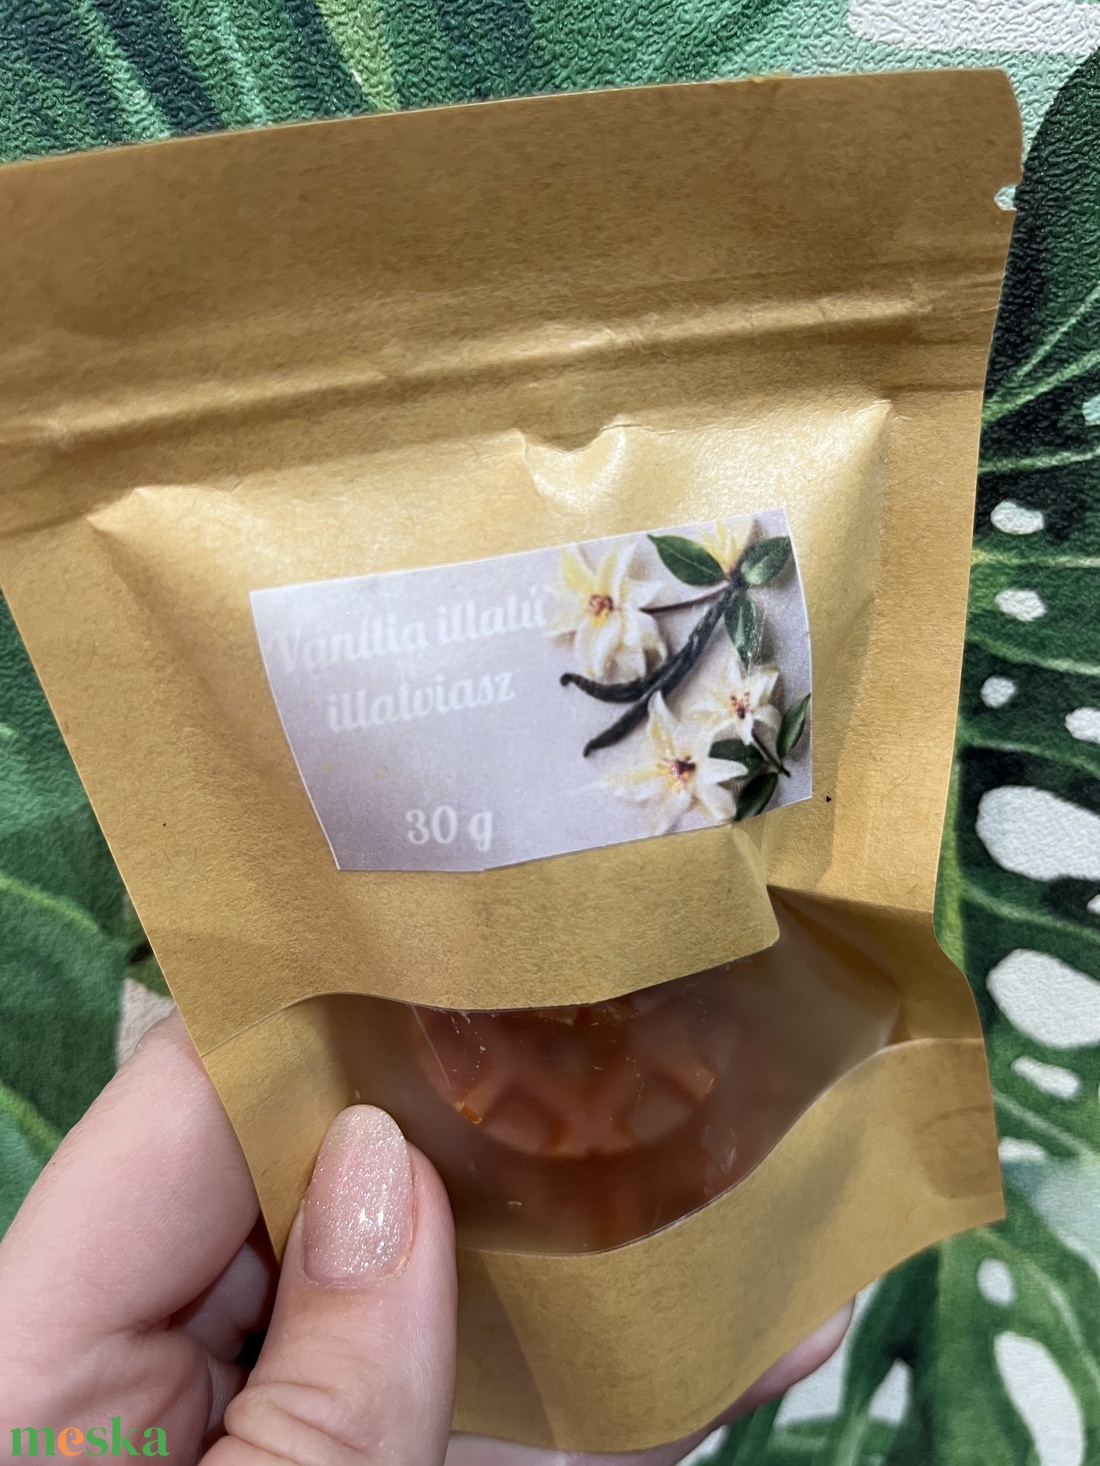 Vanília illatú
illatviasz
30 g
meska